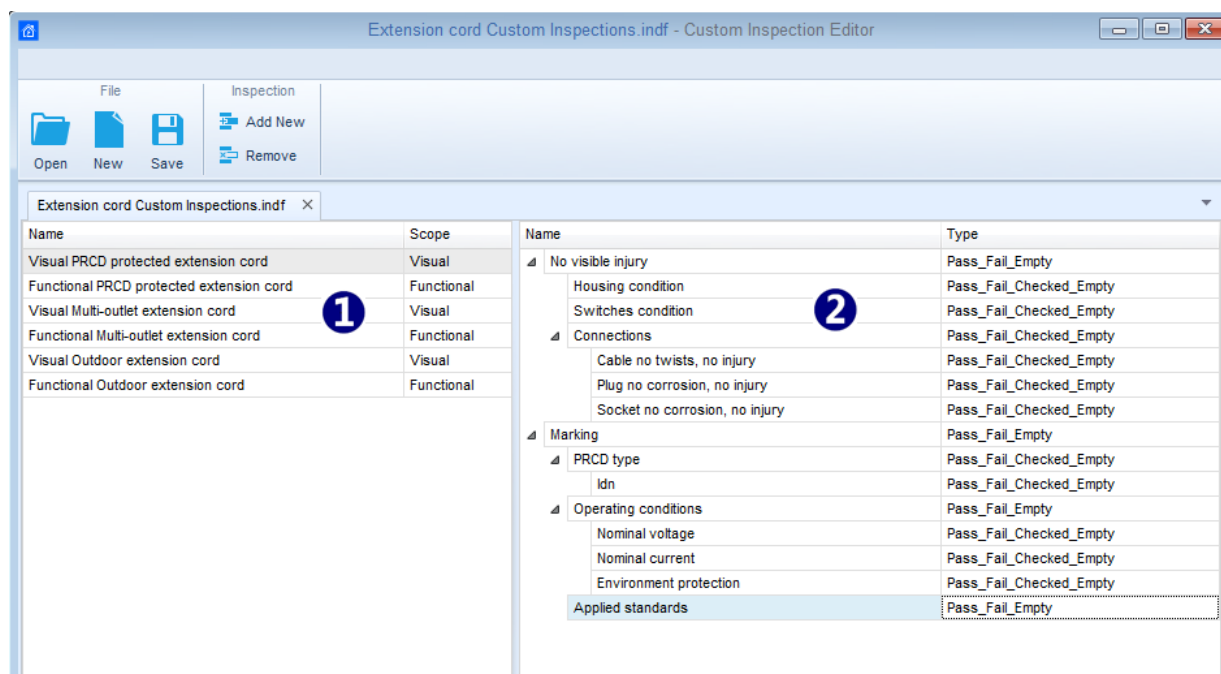 Extension cord Custom Inspections.indf - Custom Inspection Editor
File
Inspection
Open
New
Save
Add New
Remove
Extension cord Custom Inspections.indf
Name Scope
Visual PRCD protected extension cord Visual
Functional PRCD protected extension cord Functional
Visual Multi-outlet extension cord Visual
Functional Multi-outlet extension cord Functional
Visual Outdoor extension cord Visual
Functional Outdoor extension cord Functional
1
Name Type
No visible injury Pass_Fail_Empty
Housing condition Pass_Fail_Checked_Empty
Switches condition Pass_Fail_Checked_Empty
Connections Pass_Fail_Checked_Empty
Cable no twists, no injury Pass_Fail_Checked_Empty
Plug no corrosion, no injury Pass_Fail_Checked_Empty
Socket no corrosion, no injury Pass_Fail_Checked_Empty
Marking Pass_Fail_Empty
PRCD type Pass_Fail_Checked_Empty
Idn Pass_Fail_Checked_Empty
Operating conditions Pass_Fail_Empty
Nominal voltage Pass_Fail_Checked_Empty
Nominal current Pass_Fail_Checked_Empty
Environment protection Pass_Fail_Checked_Empty
Applied standards Pass_Fail_Empty
2